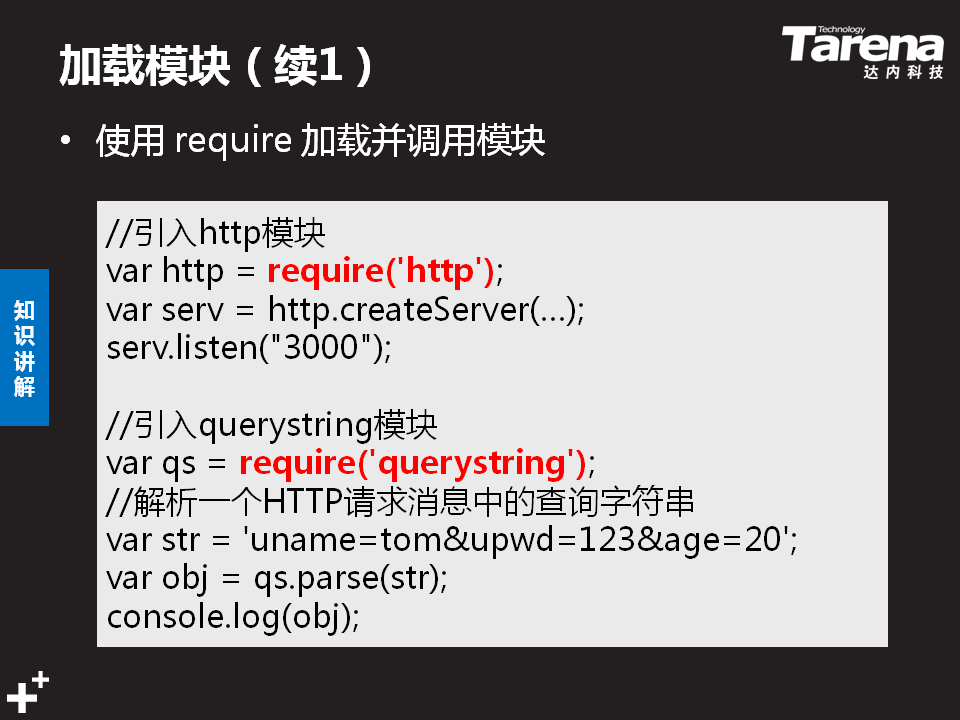 加载模块（续1）
Technology
Tarena
达内科技
• 使用 require 加载并调用模块
//引入http模块
var http = require('http');
var serv = http.createServer(…);
serv.listen("3000");
//引入querystring模块
var qs = require('querystring');
//解析一个HTTP请求消息中的查询字符串
var str = 'uname=tom&upwd=123&age=20';
var obj = qs.parse(str);
console.log(obj);
知识讲解